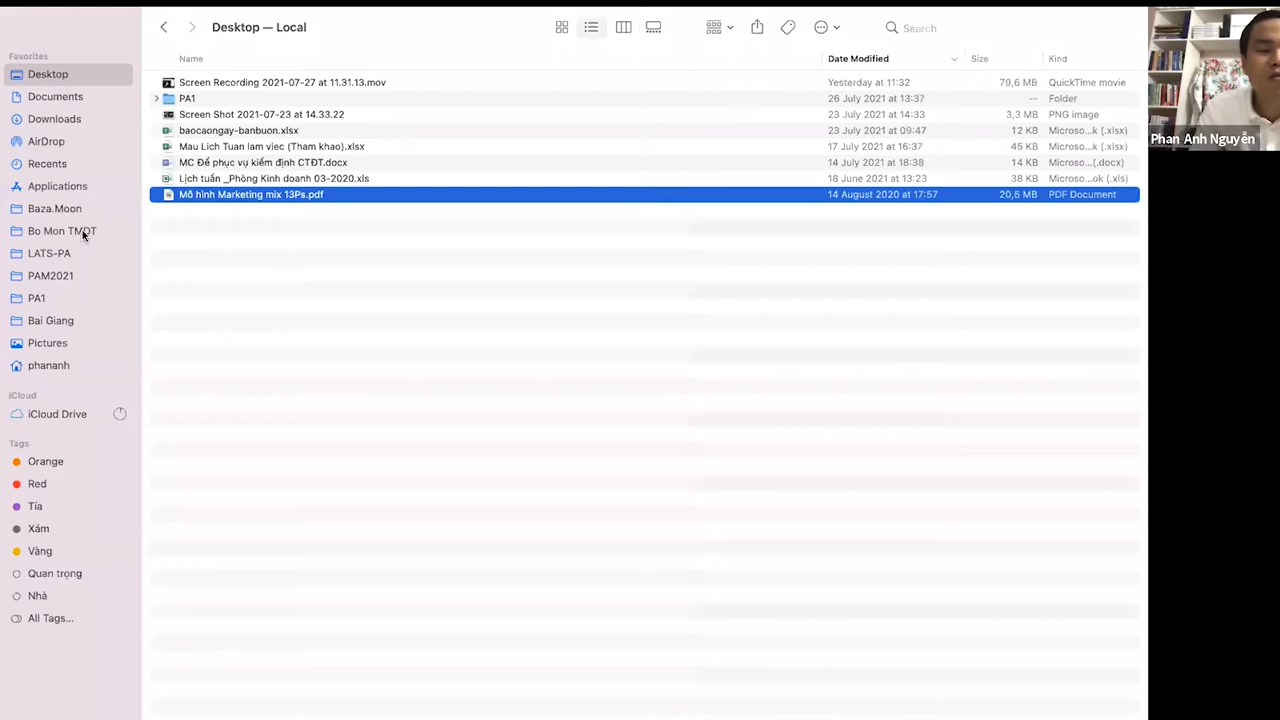 Desktop — Local
Search
Favorites
Desktop
Documents
Downloads
AirDrop
Recents
Applications
Baza.Moon
Bo Mon TMDT
LATS-PA
PAM2021
PA1
Bai Giang
Pictures
phananh
iCloud
iCloud Drive
Tags
Orange
Red
Tía
Xám
Vàng
Quan trọng
Nhà
All Tags...
Name Date Modified Size Kind
Screen Recording 2021-07-27 at 11.31.13.mov Yesterday at 11:32 79,6 MB QuickTime movie
PA1 26 July 2021 at 13:37 -- Folder
Screen Shot 2021-07-23 at 14.33.22 23 July 2021 at 14:33 3,3 MB PNG image
baocaongay-banbuon.xlsx 23 July 2021 at 09:47 12 KB Microso...k (.xlsx)
Mau Lich Tuan lam viec (Tham khao).xlsx 17 July 2021 at 16:37 45 KB Microso...k (.xlsx)
MC Để phục vụ kiểm định CTĐT.docx 14 July 2021 at 18:38 14 KB Microso...(.docx)
Lịch tuần _Phòng Kinh doanh 03-2020.xls 18 June 2021 at 13:23 38 KB Microso...ok (.xls)
Mô hình Marketing mix 13Ps.pdf 14 August 2020 at 17:57 20,5 MB PDF Document
Phan Anh Nguyễn